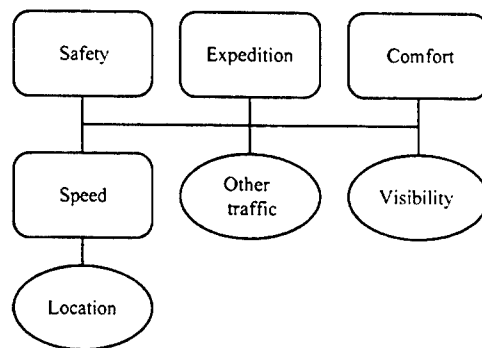 Safety
Expedition
Comfort
Speed
Other
traffic
Visibility
Location